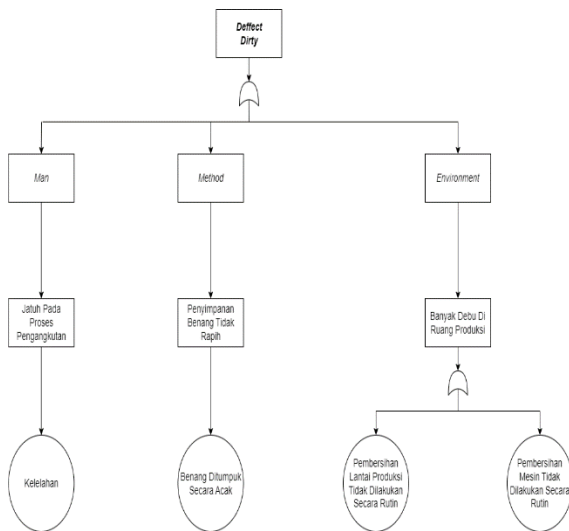 Deffect
Dirty
Man
Method
Environment
Jatuh Pada
Proses
Pengangkutan
Penyimpanan
Benang Tidak
Rapih
Banyak Debu Di
Ruang Produksi
Kelelahan
Benang Ditumpuk
Secara Acak
Pembersihan
Lantai Produksi
Tidak Dilakukan
Secara Rutin
Pembersihan
Mesin Tidak
Dilakukan Secara
Rutin